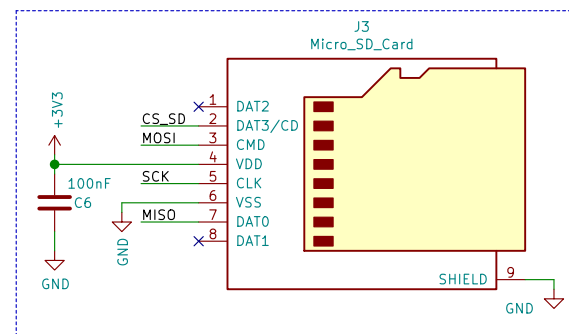 J3
Micro_SD_Card
+3V3
100nF
C6
GND
1 DAT2
CS_SD 2 DAT3/CD
MOSI 3 CMD
4 VDD
SCK 5 CLK
6 VSS
GND
MISO 7 DAT0
8 DAT1
SHIELD 9
GND